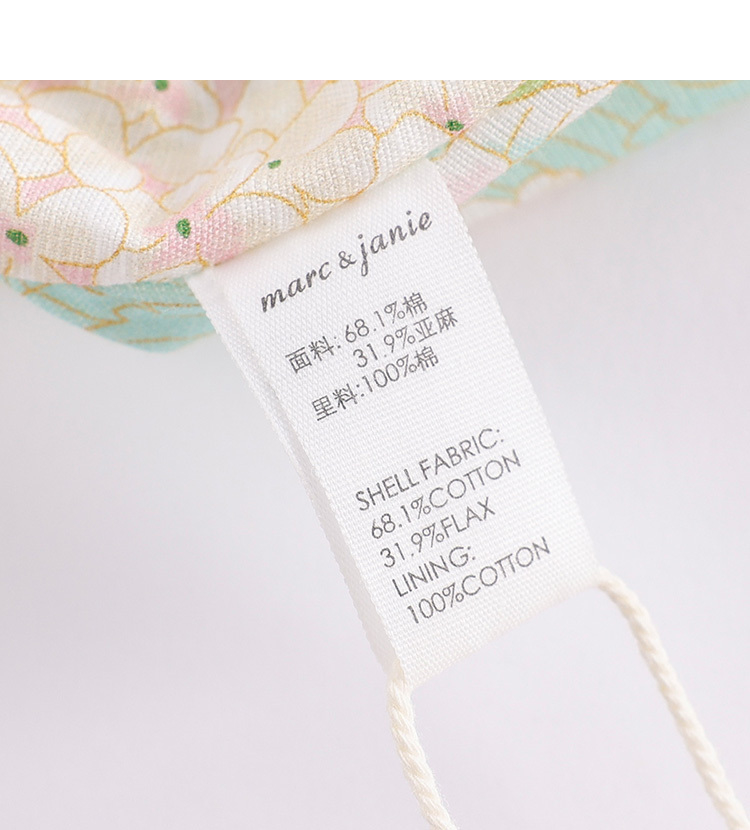 marc & janie
面料:68.1%棉
31.9%亚麻
里料:100%棉
SHELL FABRIC:
68.1%COTTON
31.9%FLAX
LINING:
100%COTTON